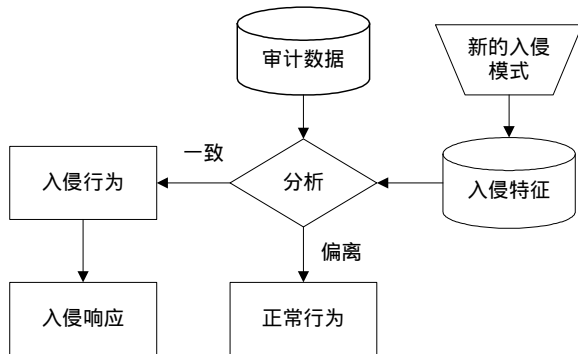 审计数据
新的入侵
模式
一致
入侵行为
分析
入侵特征
偏离
入侵响应
正常行为